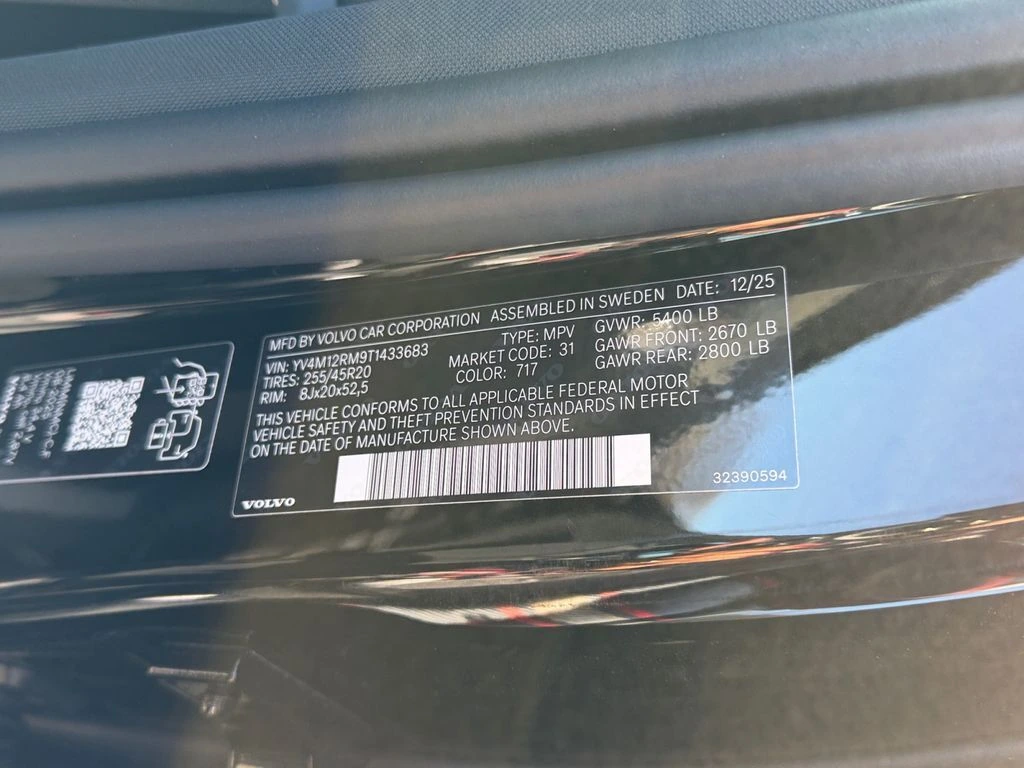 MFD BY VOLVO CAR CORPORATION ASSEMBLED IN SWEDEN DATE: 12/25
VIN: YV4M12RM9T1433683 TYPE: MPV GVWR: 5400 LB
TIRES: 255/45R20 MARKET CODE: 31 GAWR FRONT: 2670 LB
RIM: 8Jx20x52,5 COLOR: 717 GAWR REAR: 2800 LB
THIS VEHICLE CONFORMS TO ALL APPLICABLE FEDERAL MOTOR
VEHICLE SAFETY AND THEFT PREVENTION STANDARDS IN EFFECT
ON THE DATE OF MANUFACTURE SHOWN ABOVE.
VOLVO 32390594